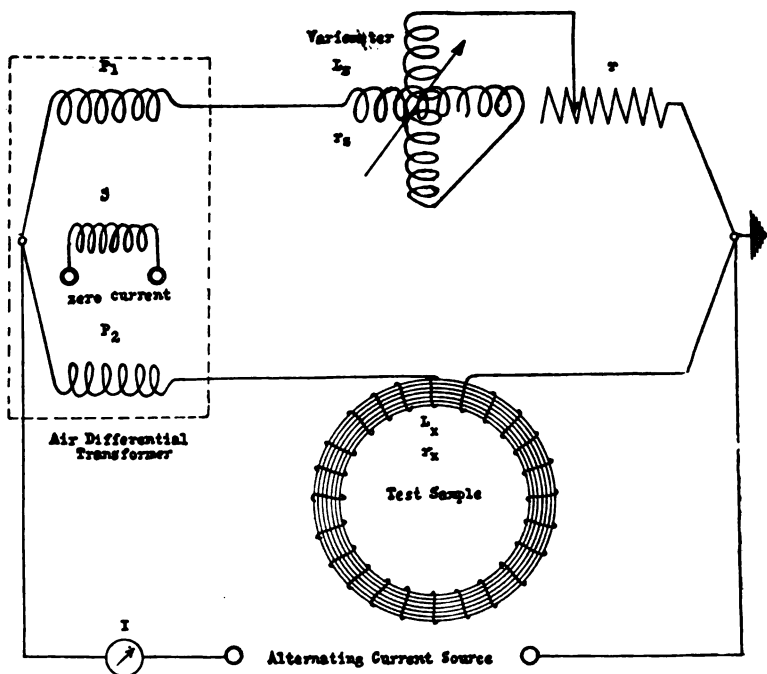 Variometer
P1
Ls
r
rs
S
zero current
P2
Air Differential
Transformer
Lx
rx
Test Sample
I
Alternating Current Source